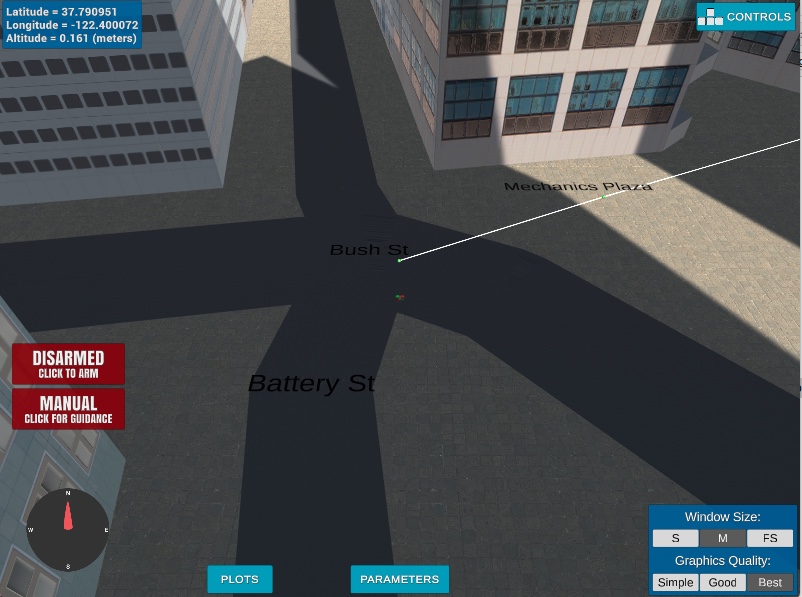 Latitude = 37.790951
Longitude = -122.400072
Altitude = 0.161 (meters)
CONTROLS
Mechanics Plaza
Bush St
Battery St
DISARMED
CLICK TO ARM
MANUAL
CLICK FOR GUIDANCE
N
W
E
S
PLOTS
PARAMETERS
Window Size:
S M FS
Graphics Quality:
Simple Good Best